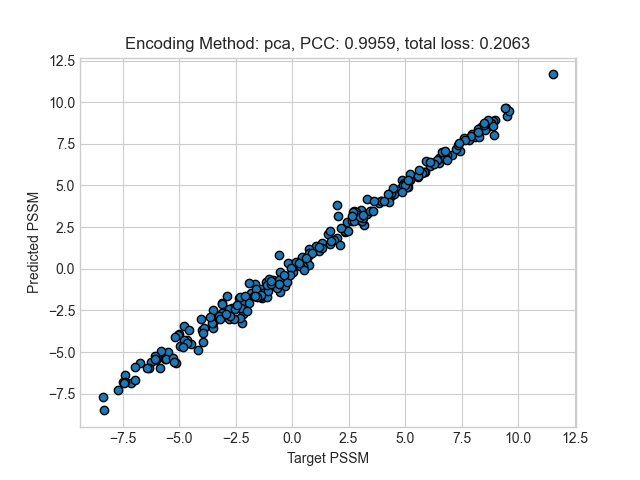 Encoding Method: pca, PCC: 0.9959, total loss: 0.2063
12.5
10.0
7.5
5.0
2.5
0.0
−2.5
−5.0
−7.5
Predicted PSSM
−7.5 −5.0 −2.5 0.0 2.5 5.0 7.5 10.0 12.5
Target PSSM